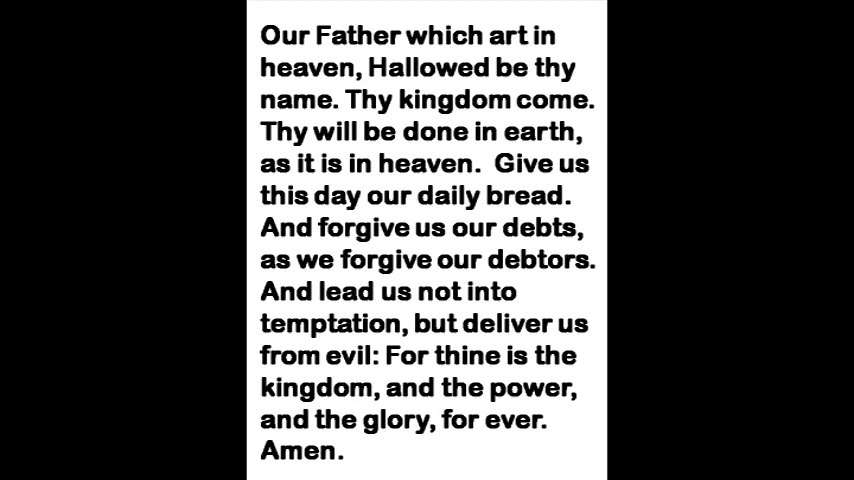 Our Father which art in
heaven, Hallowed be thy
name. Thy kingdom come.
Thy will be done in earth,
as it is in heaven.  Give us
this day our daily bread.
And forgive us our debts,
as we forgive our debtors.
And lead us not into
temptation, but deliver us
from evil: For thine is the
kingdom, and the power,
and the glory, for ever.
Amen.